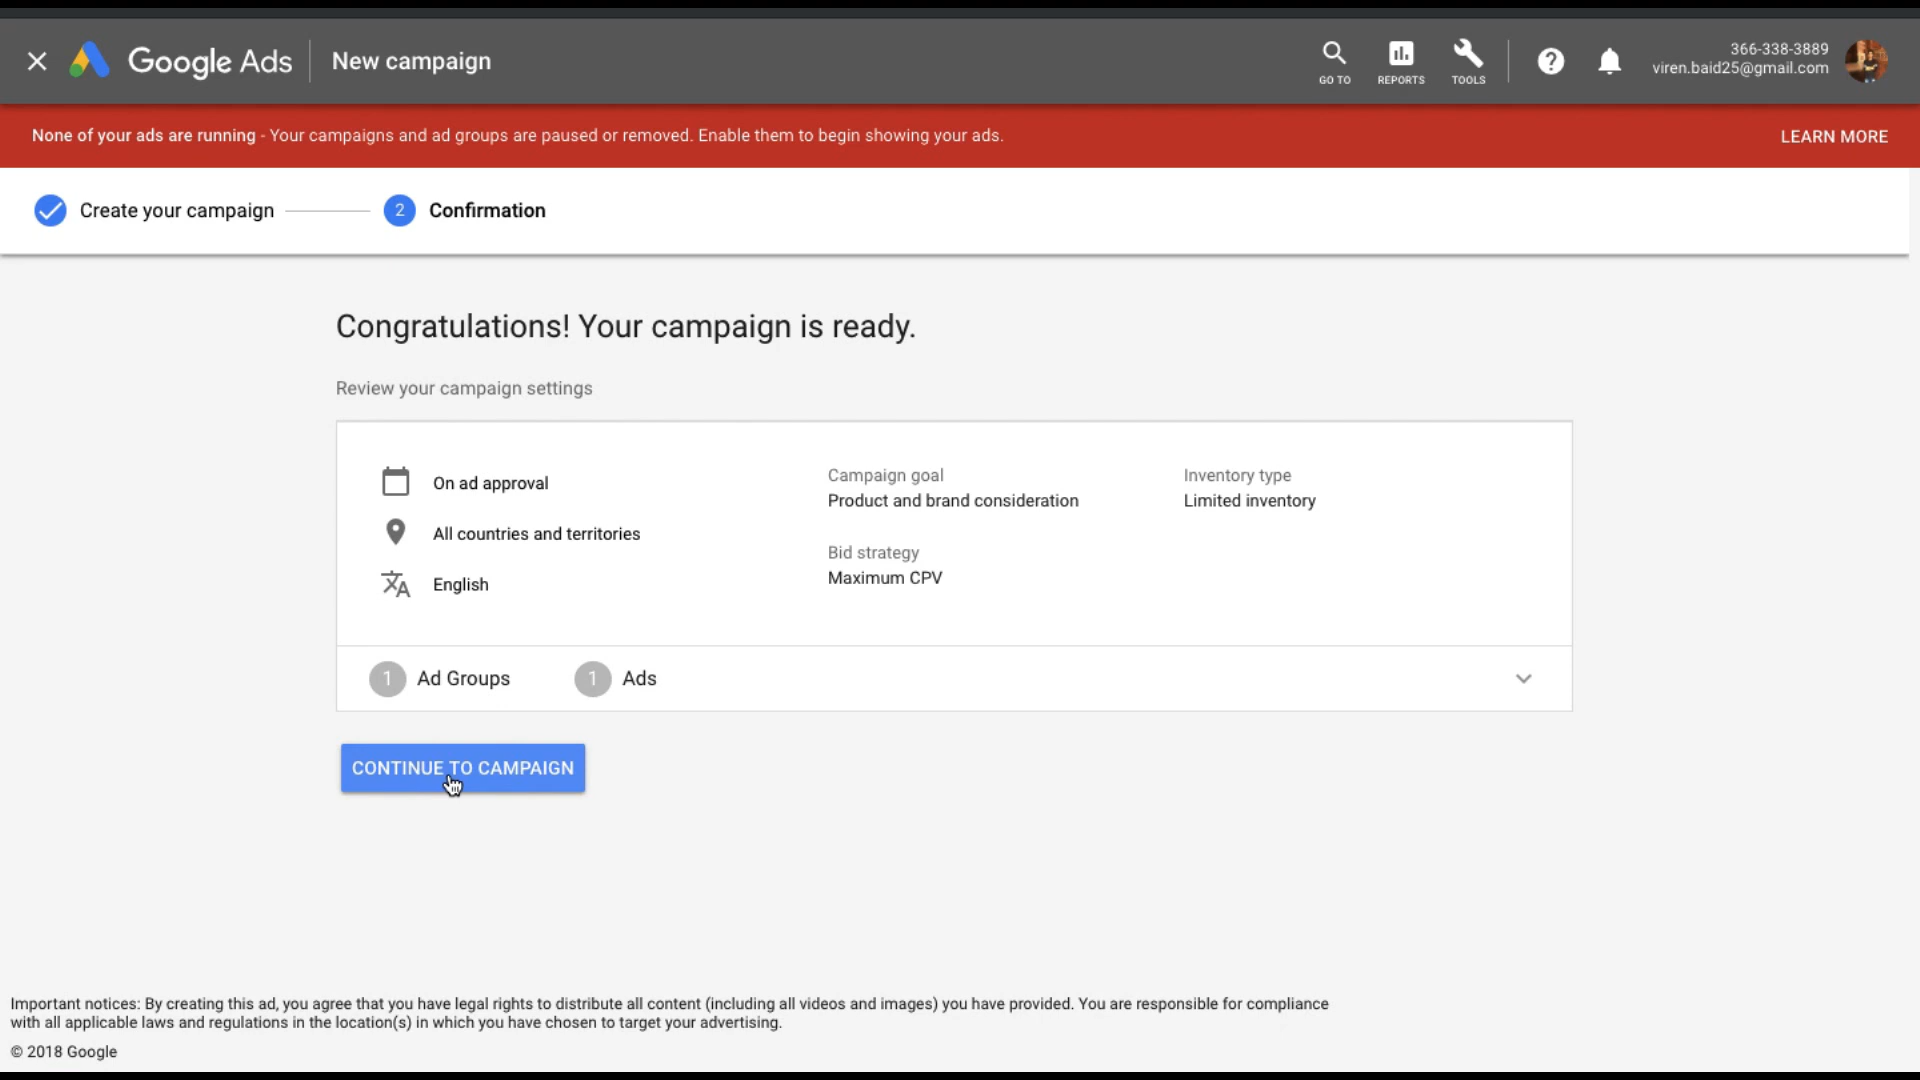 Google Ads
New campaign
GO TO
REPORTS
TOOLS
?
366-338-3889
viren.baid25@gmail.com
None of your ads are running - Your campaigns and ad groups are paused or removed. Enable them to begin showing your ads.
LEARN MORE
Create your campaign
2
Confirmation
Congratulations! Your campaign is ready.
Review your campaign settings
On ad approval
All countries and territories
English
Campaign goal
Product and brand consideration
Bid strategy
Maximum CPV
Inventory type
Limited inventory
1 Ad Groups
1 Ads
CONTINUE TO CAMPAIGN
Important notices: By creating this ad, you agree that you have legal rights to distribute all content (including all videos and images) you have provided. You are responsible for compliance
with all applicable laws and regulations in the location(s) in which you have chosen to target your advertising.
© 2018 Google